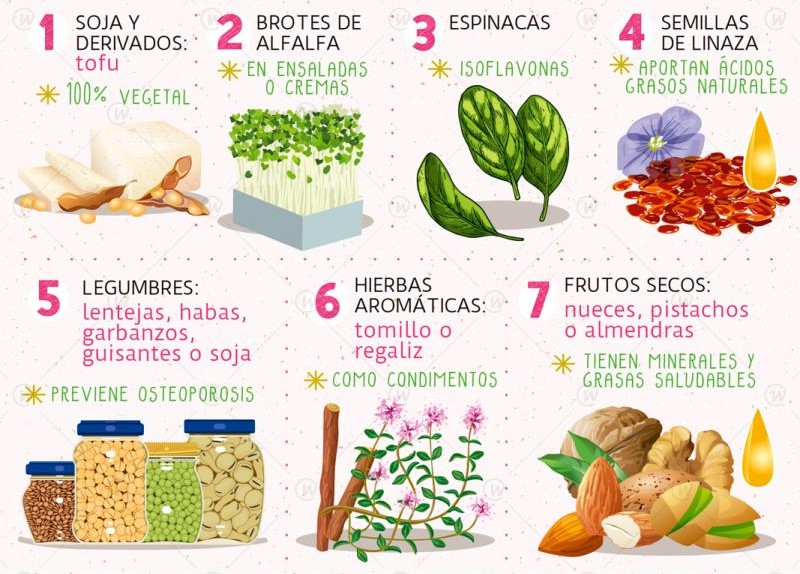 1 SOJA Y
DERIVADOS:
tofu
100% VEGETAL
2 BROTES DE
ALFALFA
EN ENSALADAS
O CREMAS
3 ESPINACAS
ISOFLAVONAS
4 SEMILLAS
DE LINAZA
APORTAN ÁCIDOS
GRASOS NATURALES
5 LEGUMBRES:
lentejas, habas,
garbanzos,
guisantes o soja
PREVIENE OSTEOPOROSIS
6 HIERBAS
AROMÁTICAS:
tomillo o
regaliz
COMO CONDIMENTOS
7 FRUTOS SECOS:
nueces, pistachos
o almendras
TIENEN MINERALES Y
GRASAS SALUDABLES